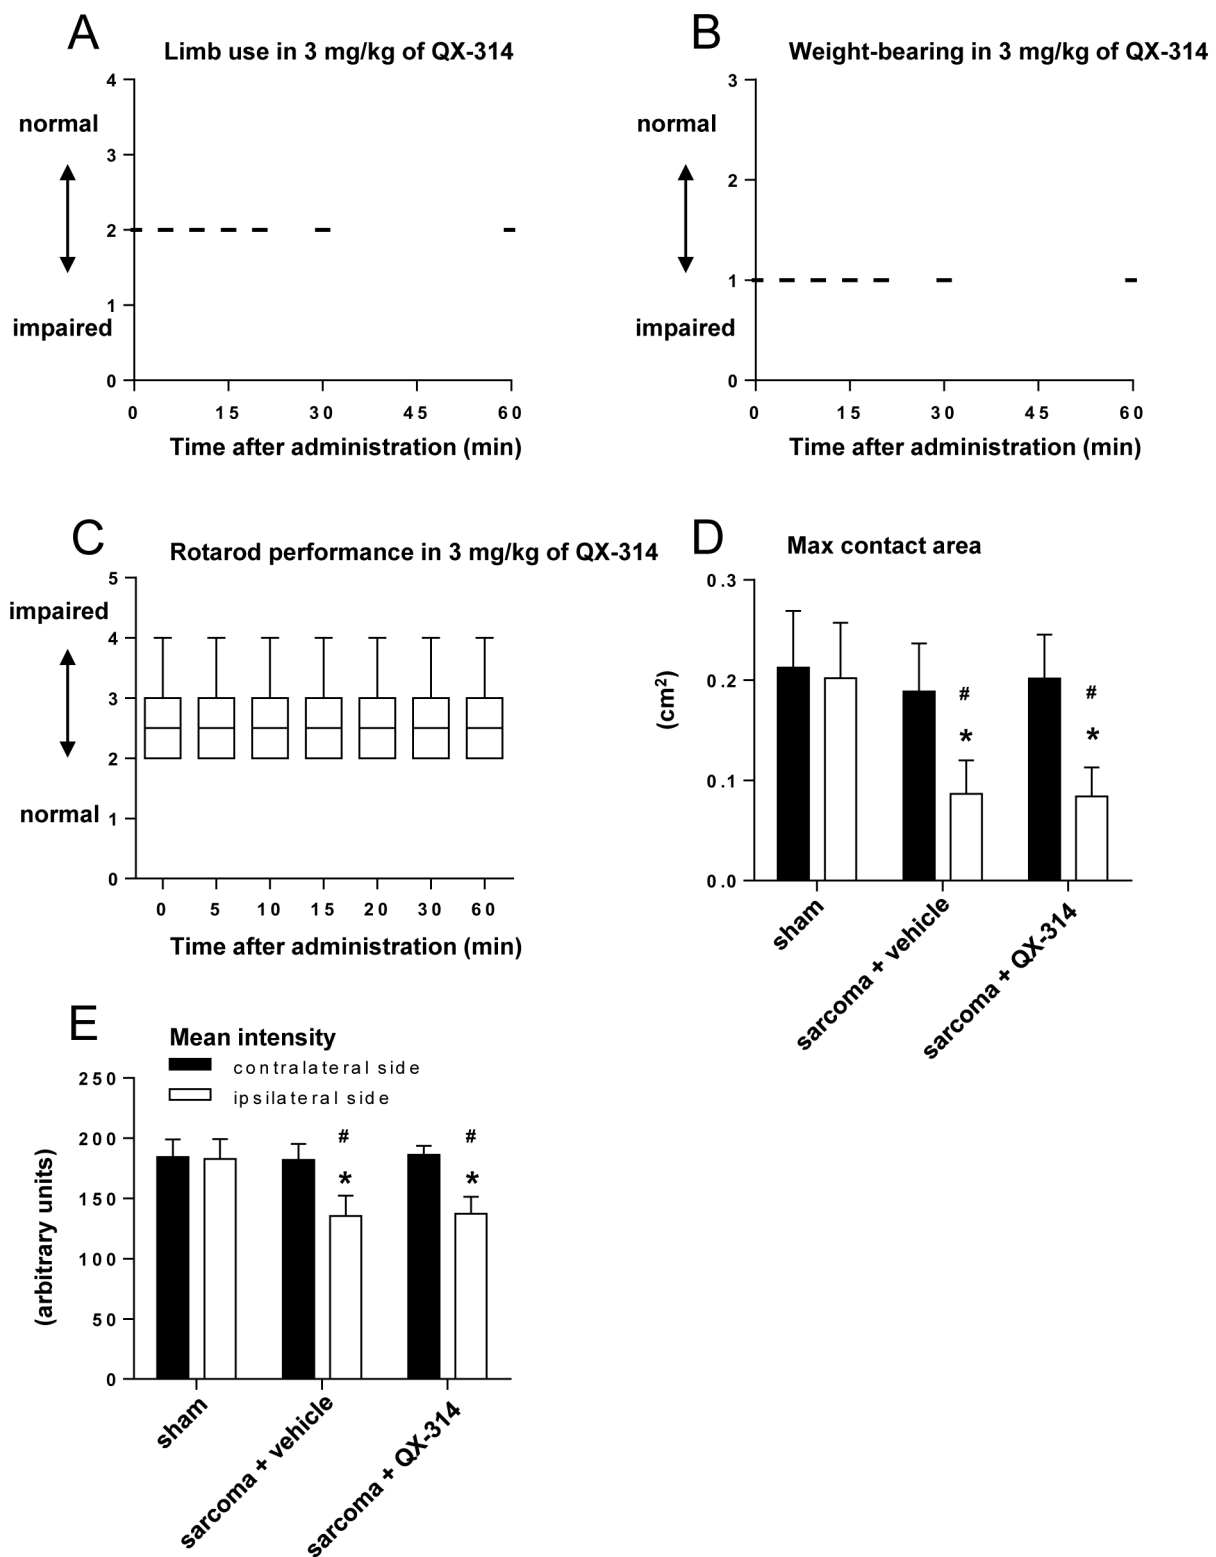 A
Limb use in 3 mg/kg of QX-314
4
normal
3
2
1
impaired
0
0 15 30 45 60
Time after administration (min)
B
Weight-bearing in 3 mg/kg of QX-314
3
normal
2
1
impaired
0
0 15 30 45 60
Time after administration (min)
C
Rotarod performance in 3 mg/kg of QX-314
5
impaired
4
3
2
normal
1
0
0 5 10 15 20 30 60
Time after administration (min)
D
Max contact area
0.3
(cm²)
0.2
0.1
0.0
# #
* *
sham
sarcoma + vehicle
sarcoma + QX-314
E
Mean intensity
contralateral side
ipsilateral side
250
200
150
100
50
0
(arbitrary units)
# #
* *
sham
sarcoma + vehicle
sarcoma + QX-314